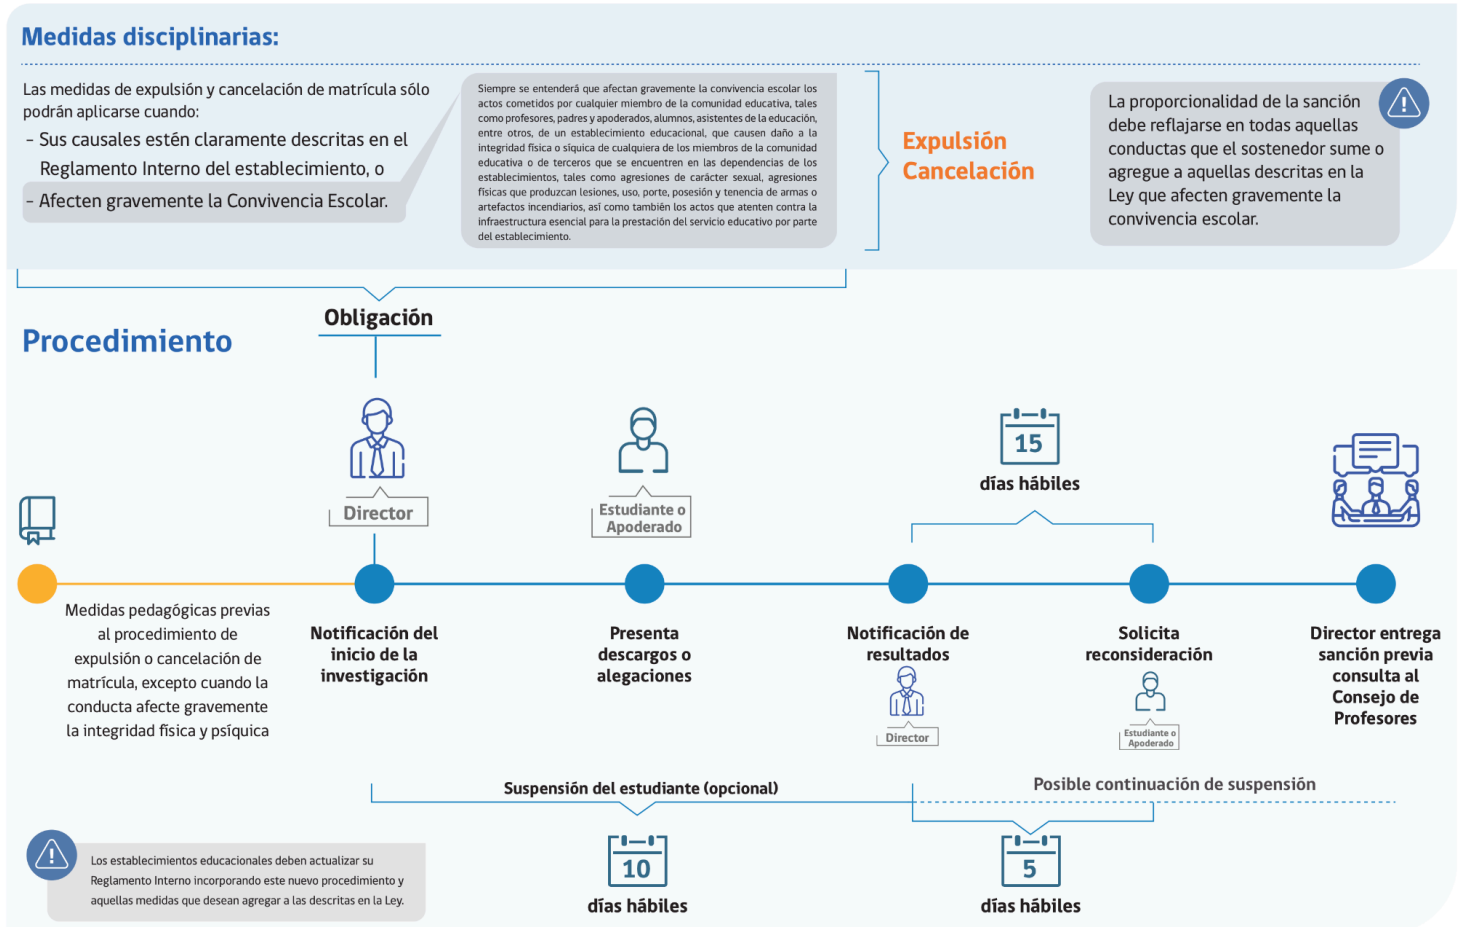 Medidas disciplinarias:
Las medidas de expulsión y cancelación de matrícula sólo
podrán aplicarse cuando:
- Sus causales estén claramente descritas en el
Reglamento Interno del establecimiento, o
- Afecten gravemente la Convivencia Escolar.
Siempre se entenderá que afectan gravemente la convivencia escolar los
actos cometidos por cualquier miembro de la comunidad educativa, tales
como profesores, padres y apoderados, alumnos, asistentes de la educación,
entre otros, de un establecimiento educacional, que causen daño a la
integridad física o síquica de cualquiera de los miembros de la comunidad
educativa o de terceros que se encuentren en las dependencias de los
establecimientos, tales como agresiones de carácter sexual, agresiones
físicas que produzcan lesiones, uso, porte, posesión y tenencia de armas o
artefactos incendiarios, así como también los actos que atenten contra la
infraestructura esencial para la prestación del servicio educativo por parte
del establecimiento.
Expulsión
Cancelación
La proporcionalidad de la sanción
debe reflajarse en todas aquellas
conductas que el sostenedor sume o
agregue a aquellas descritas en la
Ley que afecten gravemente la
convivencia escolar.
Procedimiento
Obligación
Director
Estudiante o
Apoderado
15
días hábiles
Medidas pedagógicas previas
al procedimiento de
expulsión o cancelación de
matrícula, excepto cuando la
conducta afecte gravemente
la integridad física y psíquica
Notificación del
inicio de la
investigación
Presenta
descargos o
alegaciones
Notificación de
resultados
Director
Solicita
reconsideración
Estudiante o
Apoderado
Director entrega
sanción previa
consulta al
Consejo de
Profesores
Suspensión del estudiante (opcional)
Posible continuación de suspensión
10
días hábiles
5
días hábiles
Los establecimientos educacionales deben actualizar su
Reglamento Interno incorporando este nuevo procedimiento y
aquellas medidas que desean agregar a las descritas en la Ley.